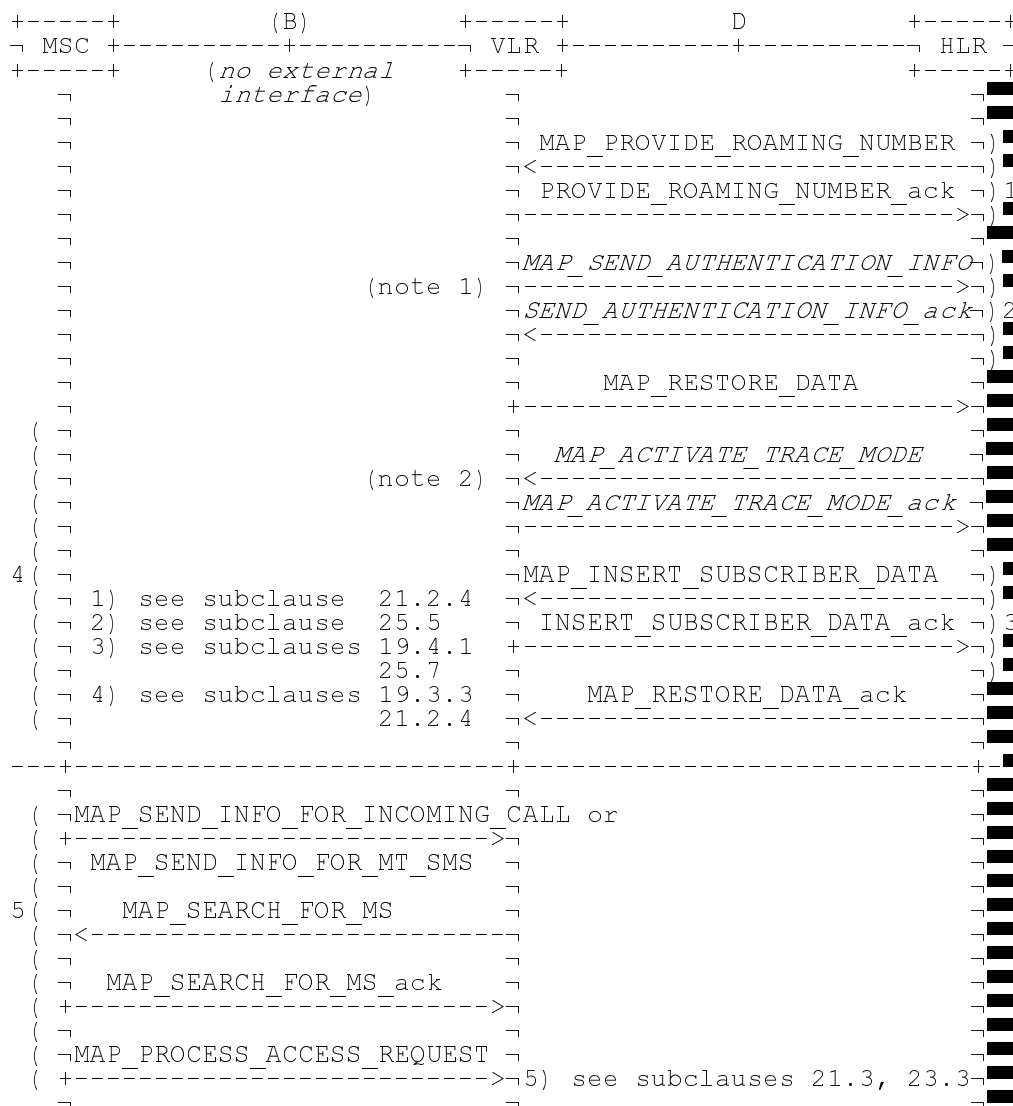 (B) D
MSC VLR HLR
(no external
interface)
MAP_PROVIDE_ROAMING_NUMBER )
)
PROVIDE_ROAMING_NUMBER_ack ) 1
)
MAP_SEND_AUTHENTICATION_INFO )
(note 1) )
SEND_AUTHENTICATION_INFO_ack ) 2
)
)
MAP_RESTORE_DATA
(
( MAP_ACTIVATE_TRACE_MODE
( (note 2)
( MAP_ACTIVATE_TRACE_MODE_ack
(
(
4 ( MAP_INSERT_SUBSCRIBER_DATA )
( 1) see subclause 21.2.4 )
( 2) see subclause 25.5 INSERT_SUBSCRIBER_DATA_ack ) 3
( 3) see subclauses 19.4.1 )
( 25.7 )
( 4) see subclauses 19.3.3 MAP_RESTORE_DATA_ack
( 21.2.4
( MAP_SEND_INFO_FOR_INCOMING_CALL or
(
( MAP_SEND_INFO_FOR_MT_SMS
(
5 ( MAP_SEARCH_FOR_MS
(
(
( MAP_SEARCH_FOR_MS_ack
(
(
( MAP_PROCESS_ACCESS_REQUEST
( 5) see subclauses 21.3, 23.3